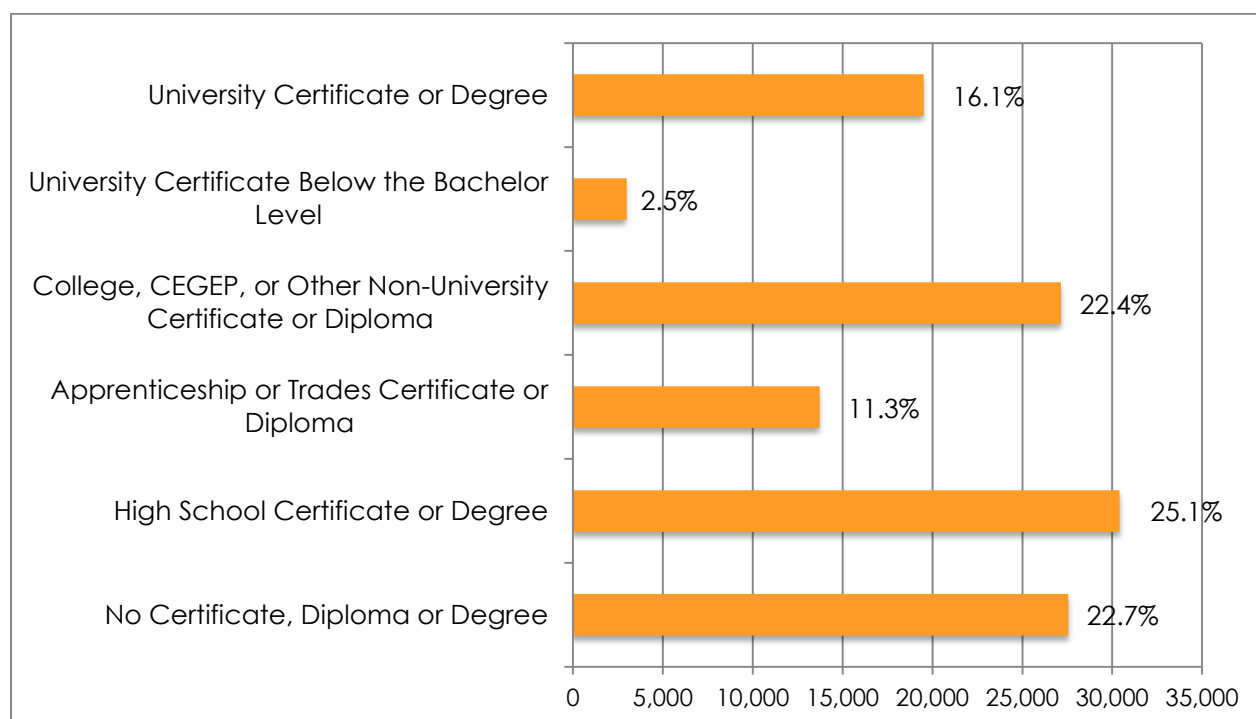 University Certificate or Degree
16.1%
University Certificate Below the Bachelor
Level
2.5%
College, CEGEP, or Other Non-University
Certificate or Diploma
22.4%
Apprenticeship or Trades Certificate or
Diploma
11.3%
High School Certificate or Degree
25.1%
No Certificate, Diploma or Degree
22.7%
0 5,000 10,000 15,000 20,000 25,000 30,000 35,000